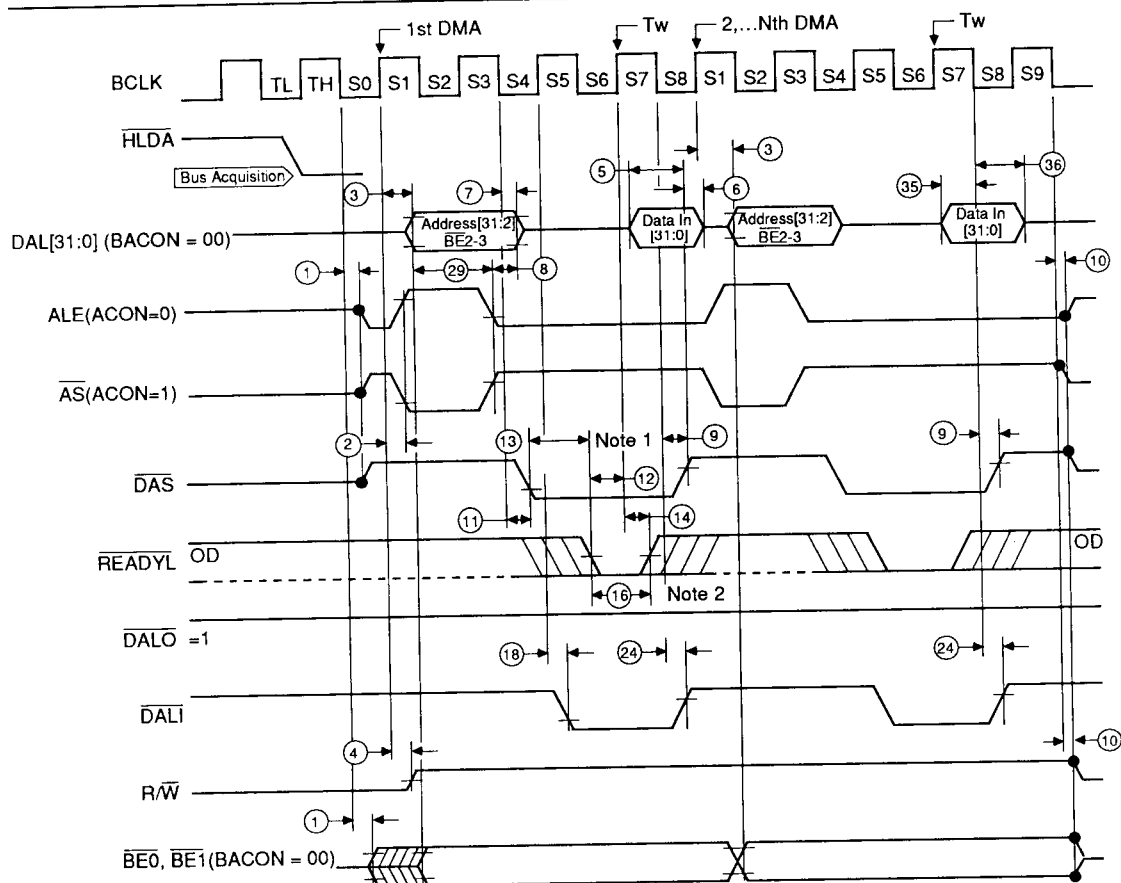 1st DMA Tw 2,...Nth DMA Tw
BCLK TL TH S0 S1 S2 S3 S4 S5 S6 S7 S8 S1 S2 S3 S4 S5 S6 S7 S8 S9
HLDA
Bus Acquisition
3 7 5 3 6 35 36
DAL[31:0] (BACON = 00) Address[31:2] Data In Address[31:2] Data In
BE2-3 [31:0] BE2-3 [31:0]
1 29 8 10
ALE(ACON=0)
AS(ACON=1)
2 13 Note 1 9 9
DAS 12
11 14
READYL OD OD
16 Note 2
DALO =1
18 24 24
DALI
4 10
R/W
1
BE0, BE1(BACON = 00)